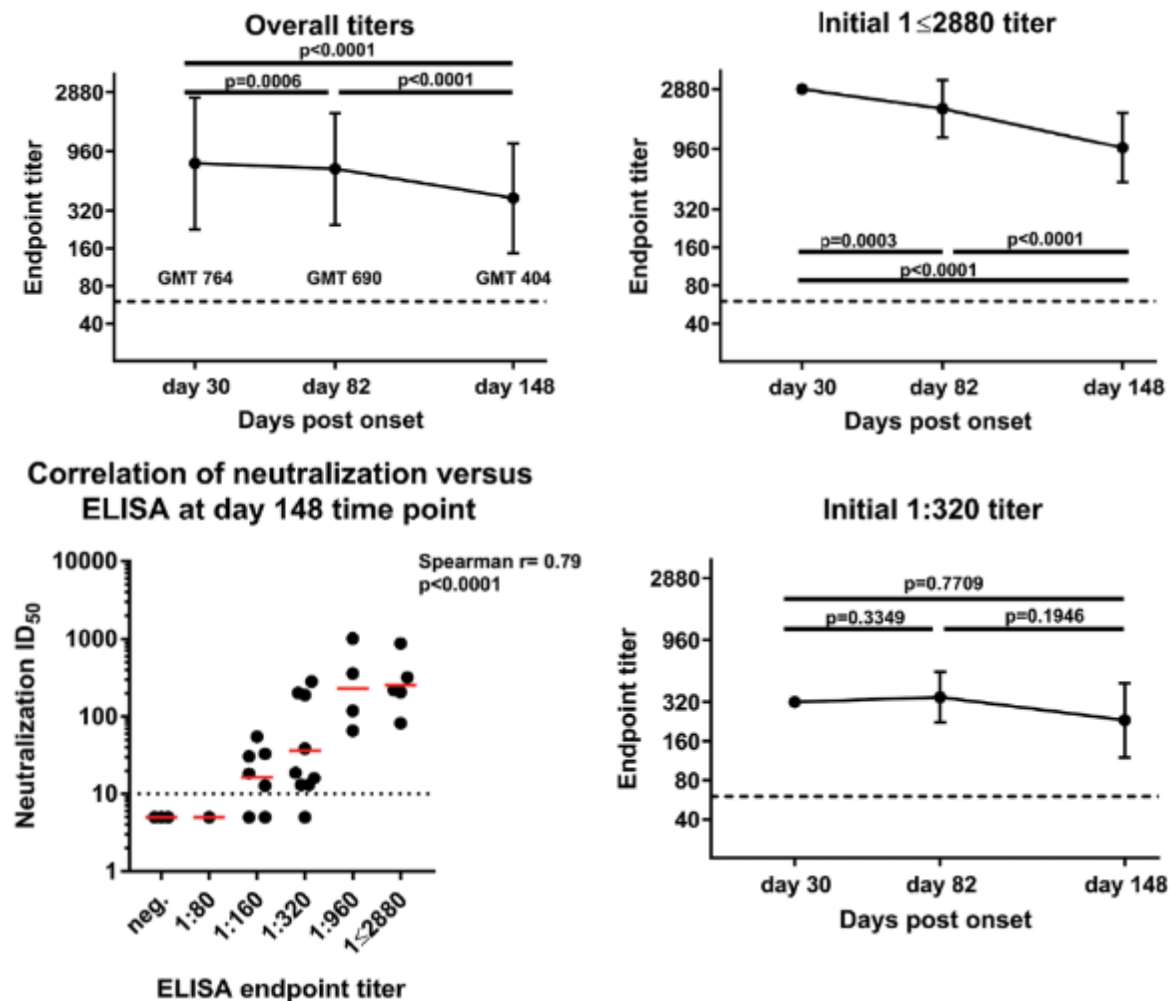 Overall titers
p<0.0001
p=0.0006
p<0.0001
2880
960
320
160
80
40
Endpoint titer
GMT 764
GMT 690
GMT 404
day 30
day 82
day 148
Days post onset
Initial 1≤2880 titer
2880
960
320
160
80
40
Endpoint titer
p=0.0003
p<0.0001
p<0.0001
day 30
day 82
day 148
Days post onset
Correlation of neutralization versus
ELISA at day 148 time point
Spearman r= 0.79
p<0.0001
10000
1000
100
10
1
Neutralization ID50
neg.
1:80
1:160
1:320
1:960
1≤2880
ELISA endpoint titer
Initial 1:320 titer
p=0.7709
p=0.3349
p=0.1946
2880
960
320
160
80
40
Endpoint titer
day 30
day 82
day 148
Days post onset